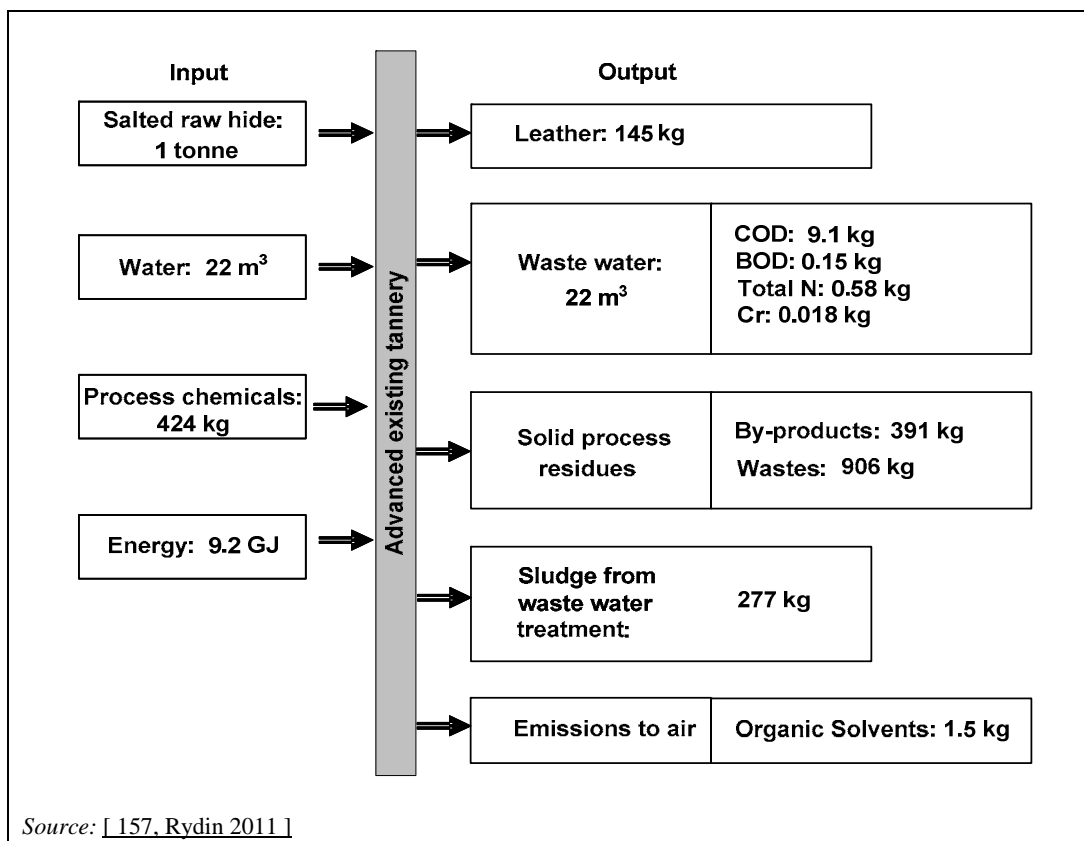 Input
Output
Salted raw hide:
1 tonne
Water: 22 m³
Process chemicals:
424 kg
Energy: 9.2 GJ
Advanced existing tannery
Leather: 145 kg
Waste water:
22 m³
COD: 9.1 kg
BOD: 0.15 kg
Total N: 0.58 kg
Cr: 0.018 kg
Solid process
residues
By-products: 391 kg
Wastes: 906 kg
Sludge from
waste water
treatment:
277 kg
Emissions to air
Organic Solvents: 1.5 kg
Source: [ 157, Rydin 2011 ]